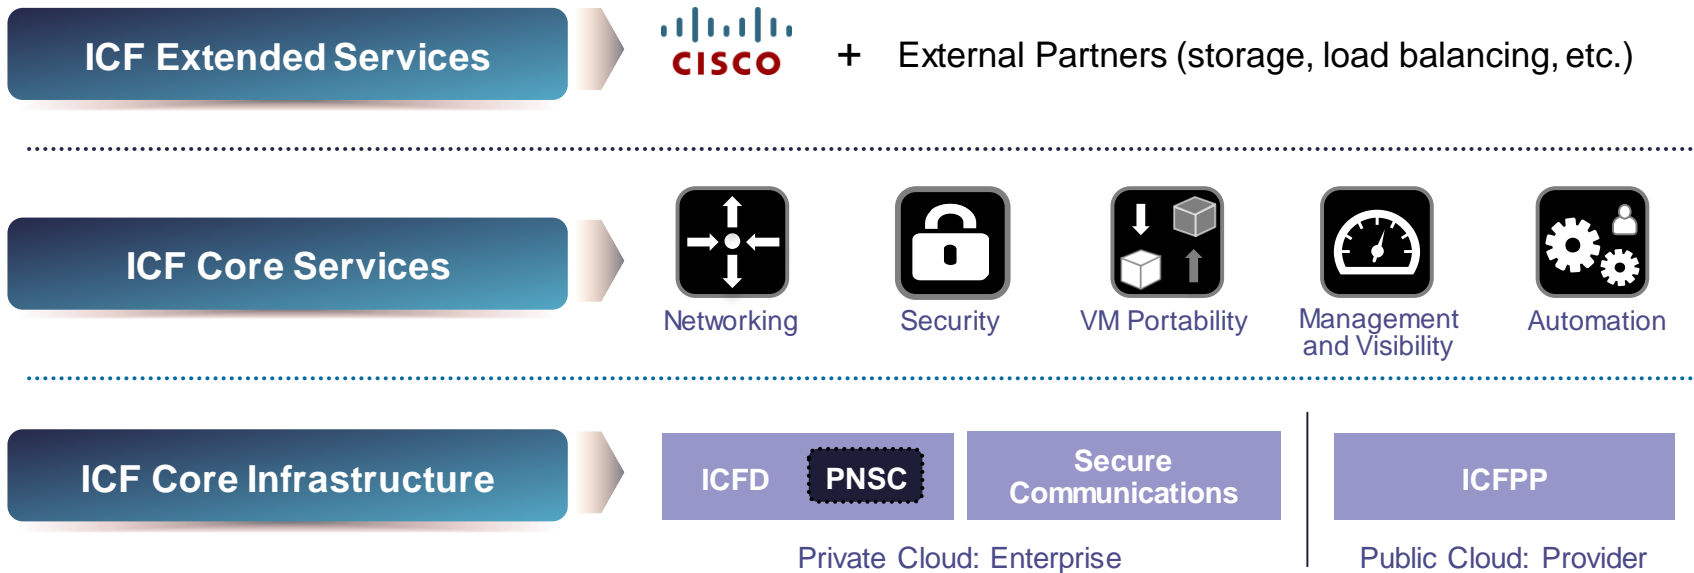 ICF Extended Services
CISCO
+ External Partners (storage, load balancing, etc.)
ICF Core Services
Networking
Security
VM Portability
Management
and Visibility
Automation
ICF Core Infrastructure
ICFD
PNSC
Secure
Communications
ICFPP
Private Cloud: Enterprise
Public Cloud: Provider